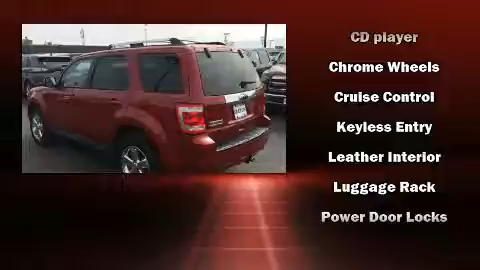 CD player
Chrome Wheels
Cruise Control
Keyless Entry
Leather Interior
Luggage Rack
Power Door Locks